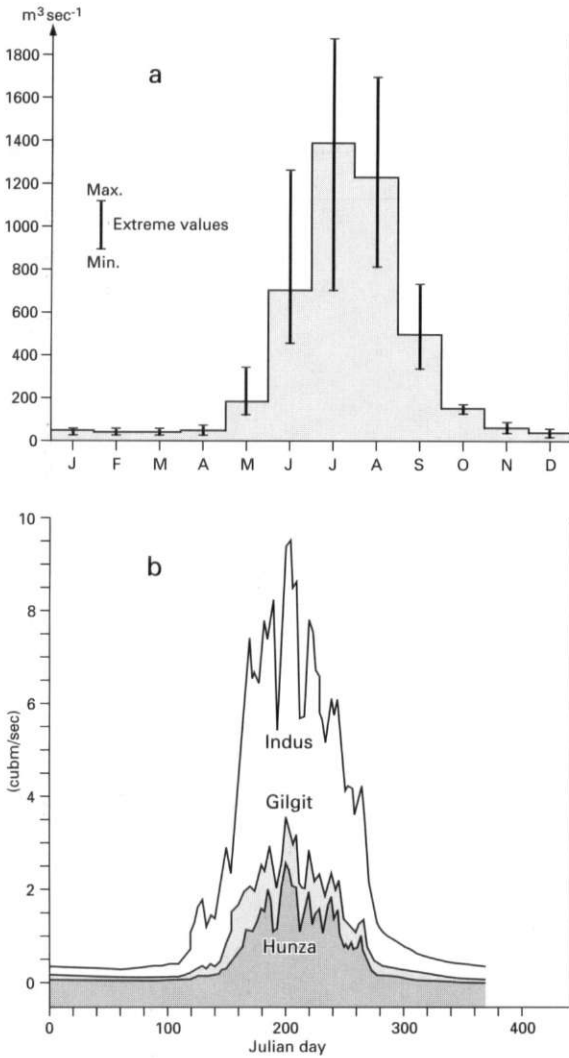 m³sec⁻¹
a
1800
1600
1400
1200
1000
800
600
400
200
0
Max.
Extreme values
Min.
J F M A M J J A S O N D
b
10
8
6
4
2
0
(cubm/sec)
Indus
Gilgit
Hunza
0 100 200 300 400
Julian day